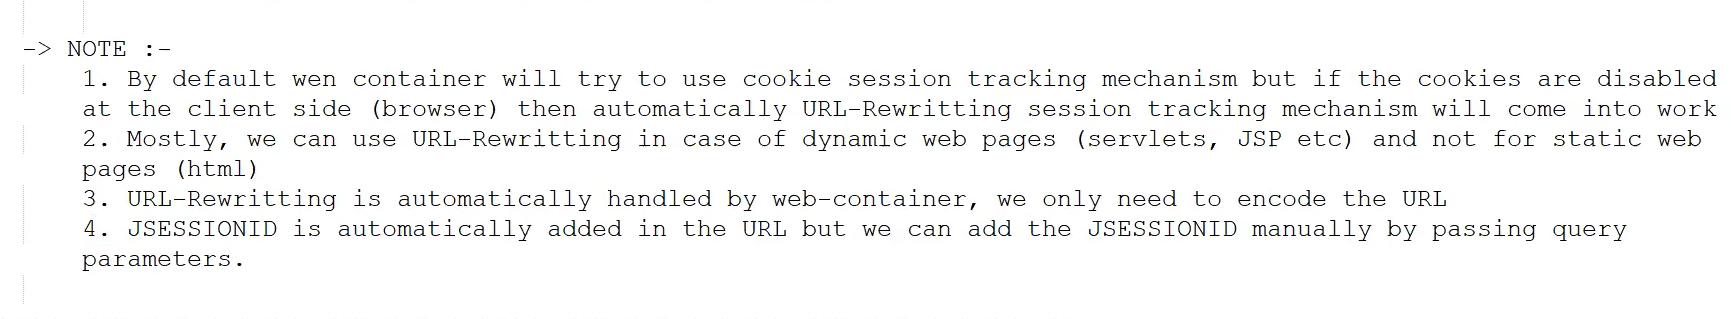 -> NOTE :-
1. By default wen container will try to use cookie session tracking mechanism but if the cookies are disabled
at the client side (browser) then automatically URL-Rewritting session tracking mechanism will come into work
2. Mostly, we can use URL-Rewritting in case of dynamic web pages (servlets, JSP etc) and not for static web
pages (html)
3. URL-Rewritting is automatically handled by web-container, we only need to encode the URL
4. JSESSIONID is automatically added in the URL but we can add the JSESSIONID manually by passing query
parameters.